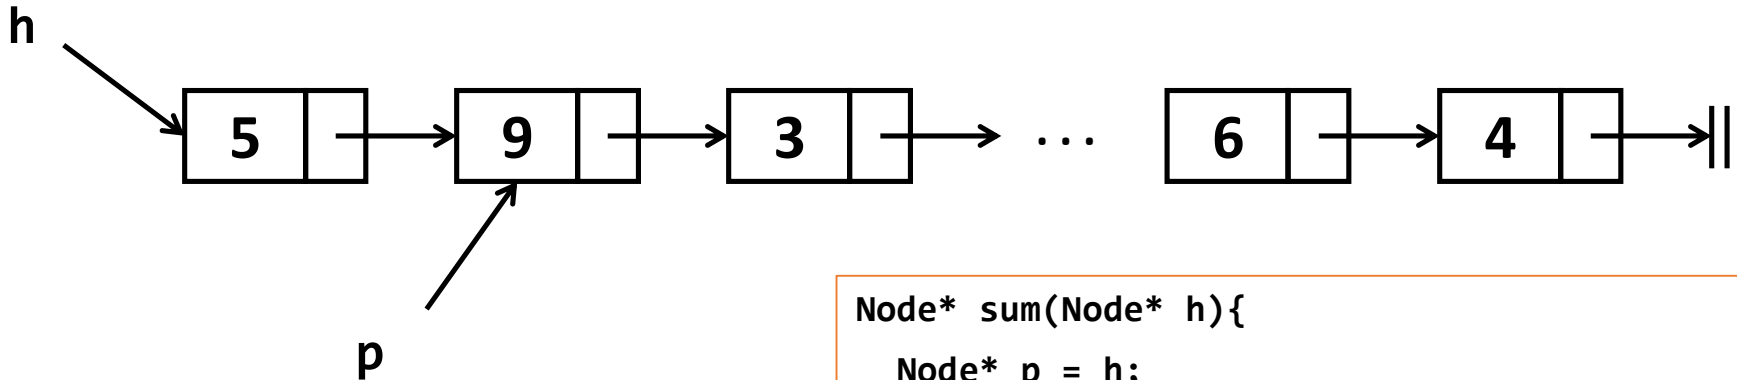 h
5 9 3 ... 6 4
p
Node* sum(Node* h){
Node* p = h;